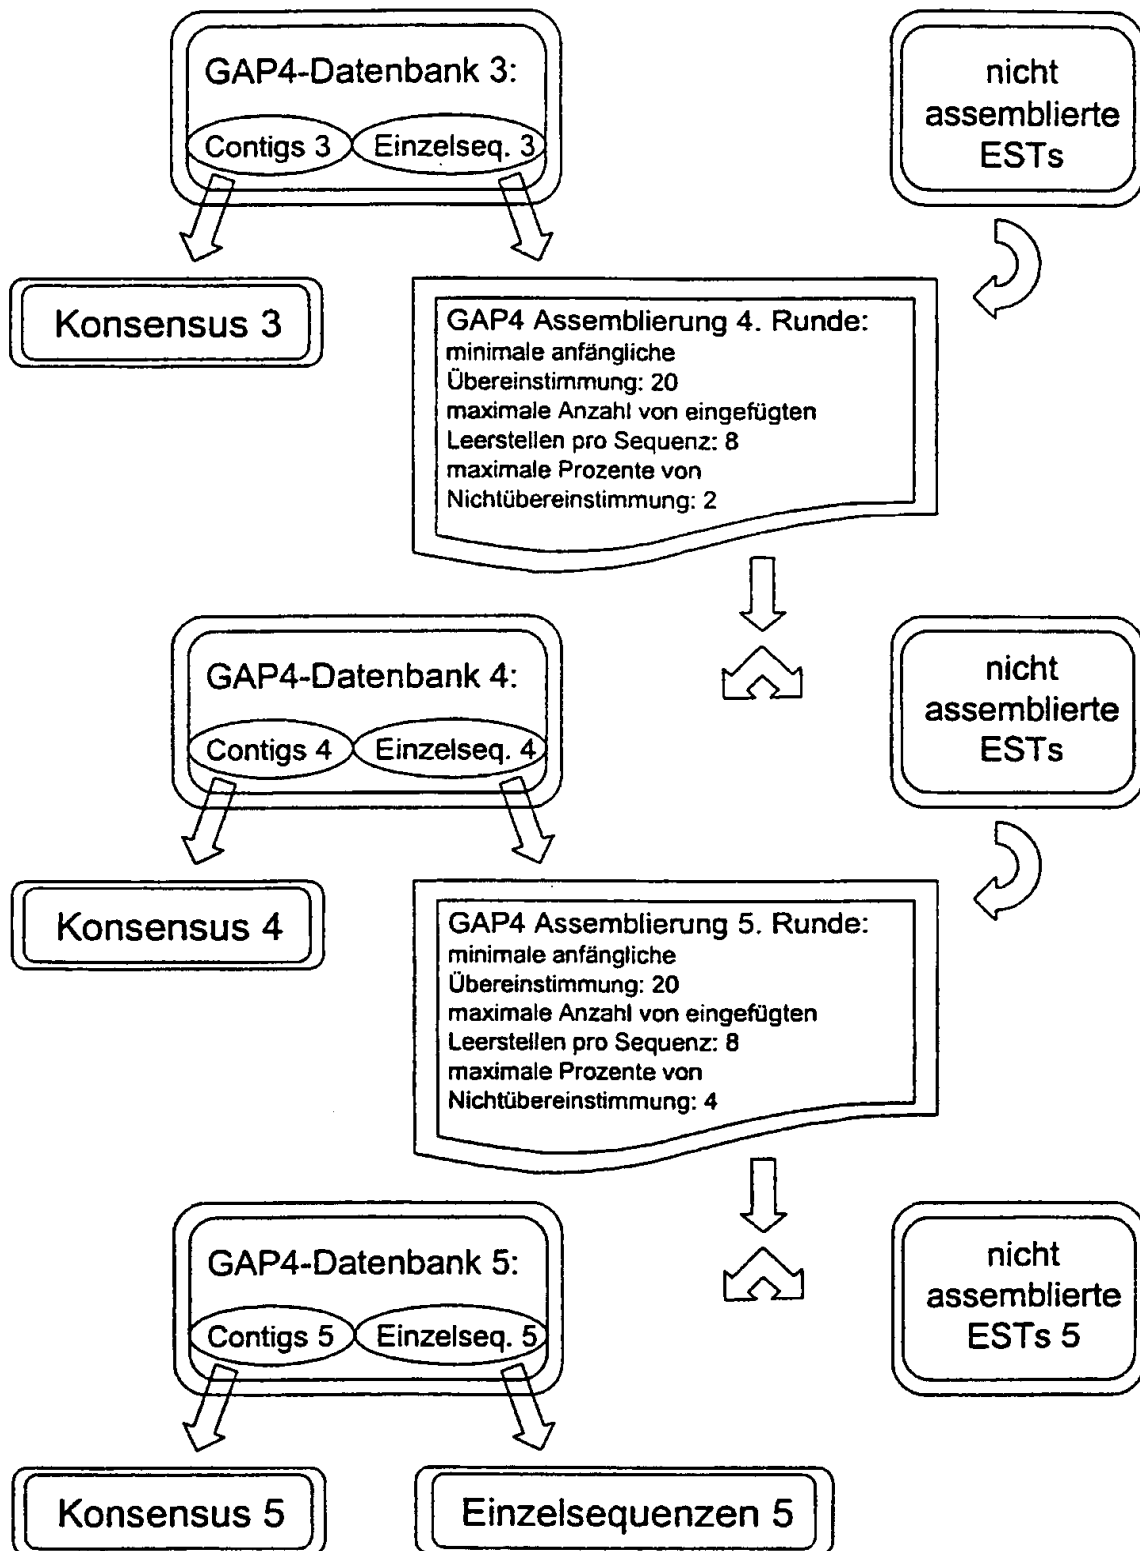 GAP4-Datenbank 3:
Contigs 3
Einzelseq. 3
nicht
assemblierte
ESTs
Konsensus 3
GAP4 Assemblierung 4. Runde:
minimale anfängliche
Übereinstimmung: 20
maximale Anzahl von eingefügten
Leerstellen pro Sequenz: 8
maximale Prozente von
Nichtübereinstimmung: 2
GAP4-Datenbank 4:
Contigs 4
Einzelseq. 4
nicht
assemblierte
ESTs
Konsensus 4
GAP4 Assemblierung 5. Runde:
minimale anfängliche
Übereinstimmung: 20
maximale Anzahl von eingefügten
Leerstellen pro Sequenz: 8
maximale Prozente von
Nichtübereinstimmung: 4
GAP4-Datenbank 5:
Contigs 5
Einzelseq. 5
nicht
assemblierte
ESTs 5
Konsensus 5
Einzelsequenzen 5